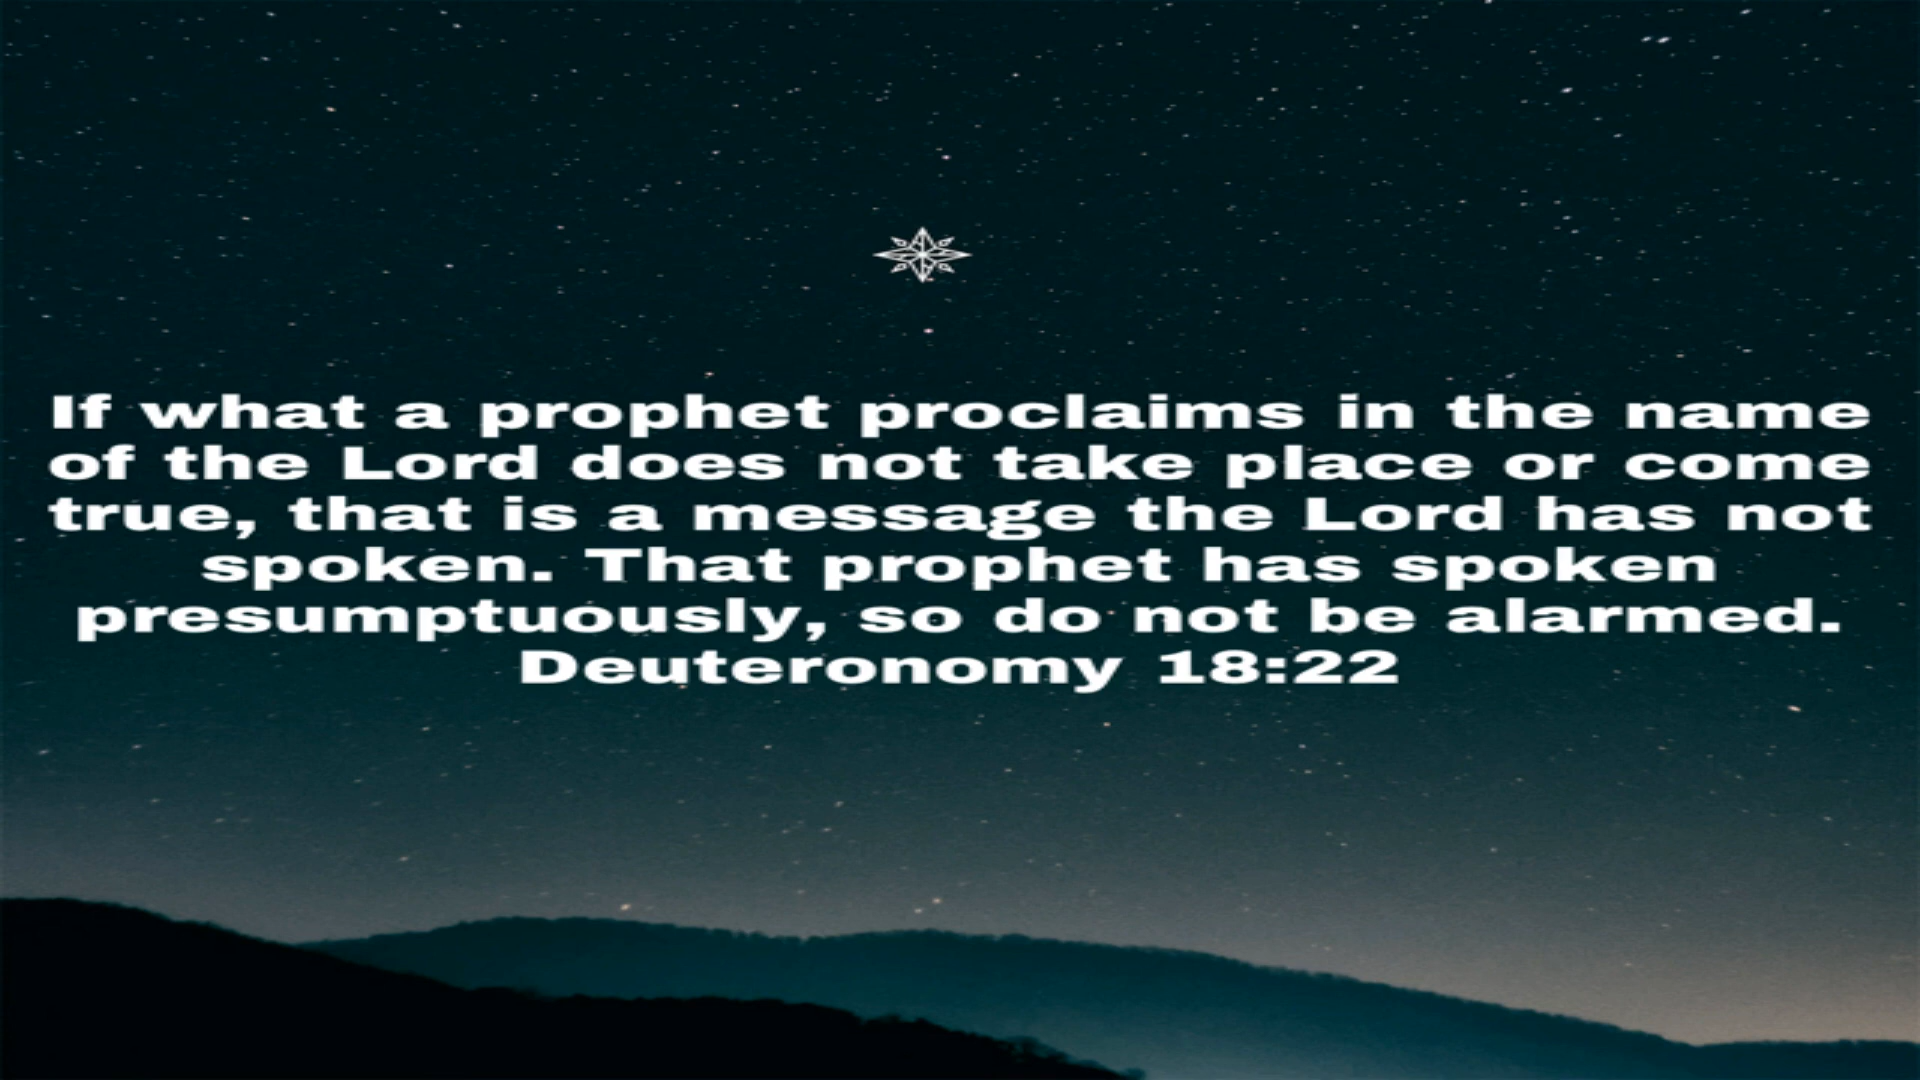 If what a prophet proclaims in the name
of the Lord does not take place or come
true, that is a message the Lord has not
spoken. That prophet has spoken
presumptuously, so do not be alarmed.
Deuteronomy 18:22